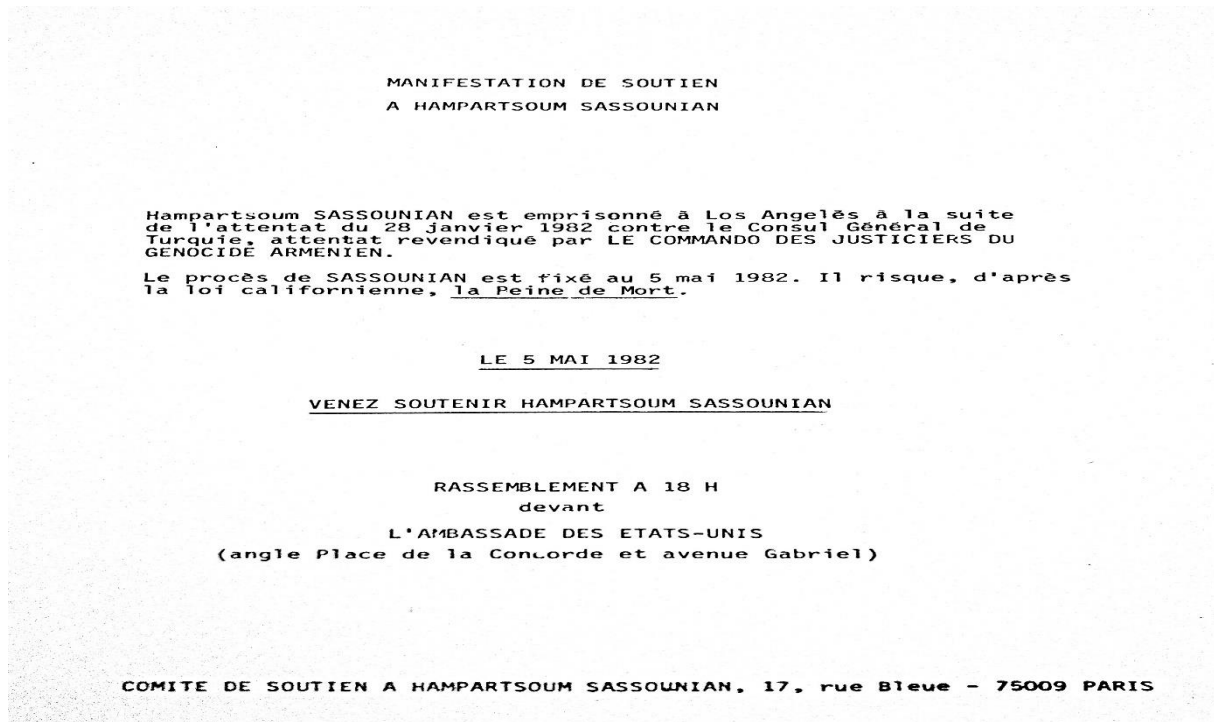 MANIFESTATION DE SOUTIEN
A HAMPARTSOUM SASSOUNIAN
Hampartsoum SASSOUNIAN est emprisonné à Los Angelès à la suite
de l'attentat du 28 janvier 1982 contre le Consul Général de
Turquie, attentat revendiqué par LE COMMANDO DES JUSTICIERS DU
GENOCIDE ARMENIEN.
Le procès de SASSOUNIAN est fixé au 5 mai 1982. Il risque, d'après
la loi californienne, la Peine de Mort.
LE 5 MAI 1982
VENEZ SOUTENIR HAMPARTSOUM SASSOUNIAN
RASSEMBLEMENT A 18 H
devant
L'AMBASSADE DES ETATS-UNIS
(angle Place de la Concorde et avenue Gabriel)
COMITE DE SOUTIEN A HAMPARTSOUM SASSOUNIAN, 17, rue Bleue - 75009 PARIS